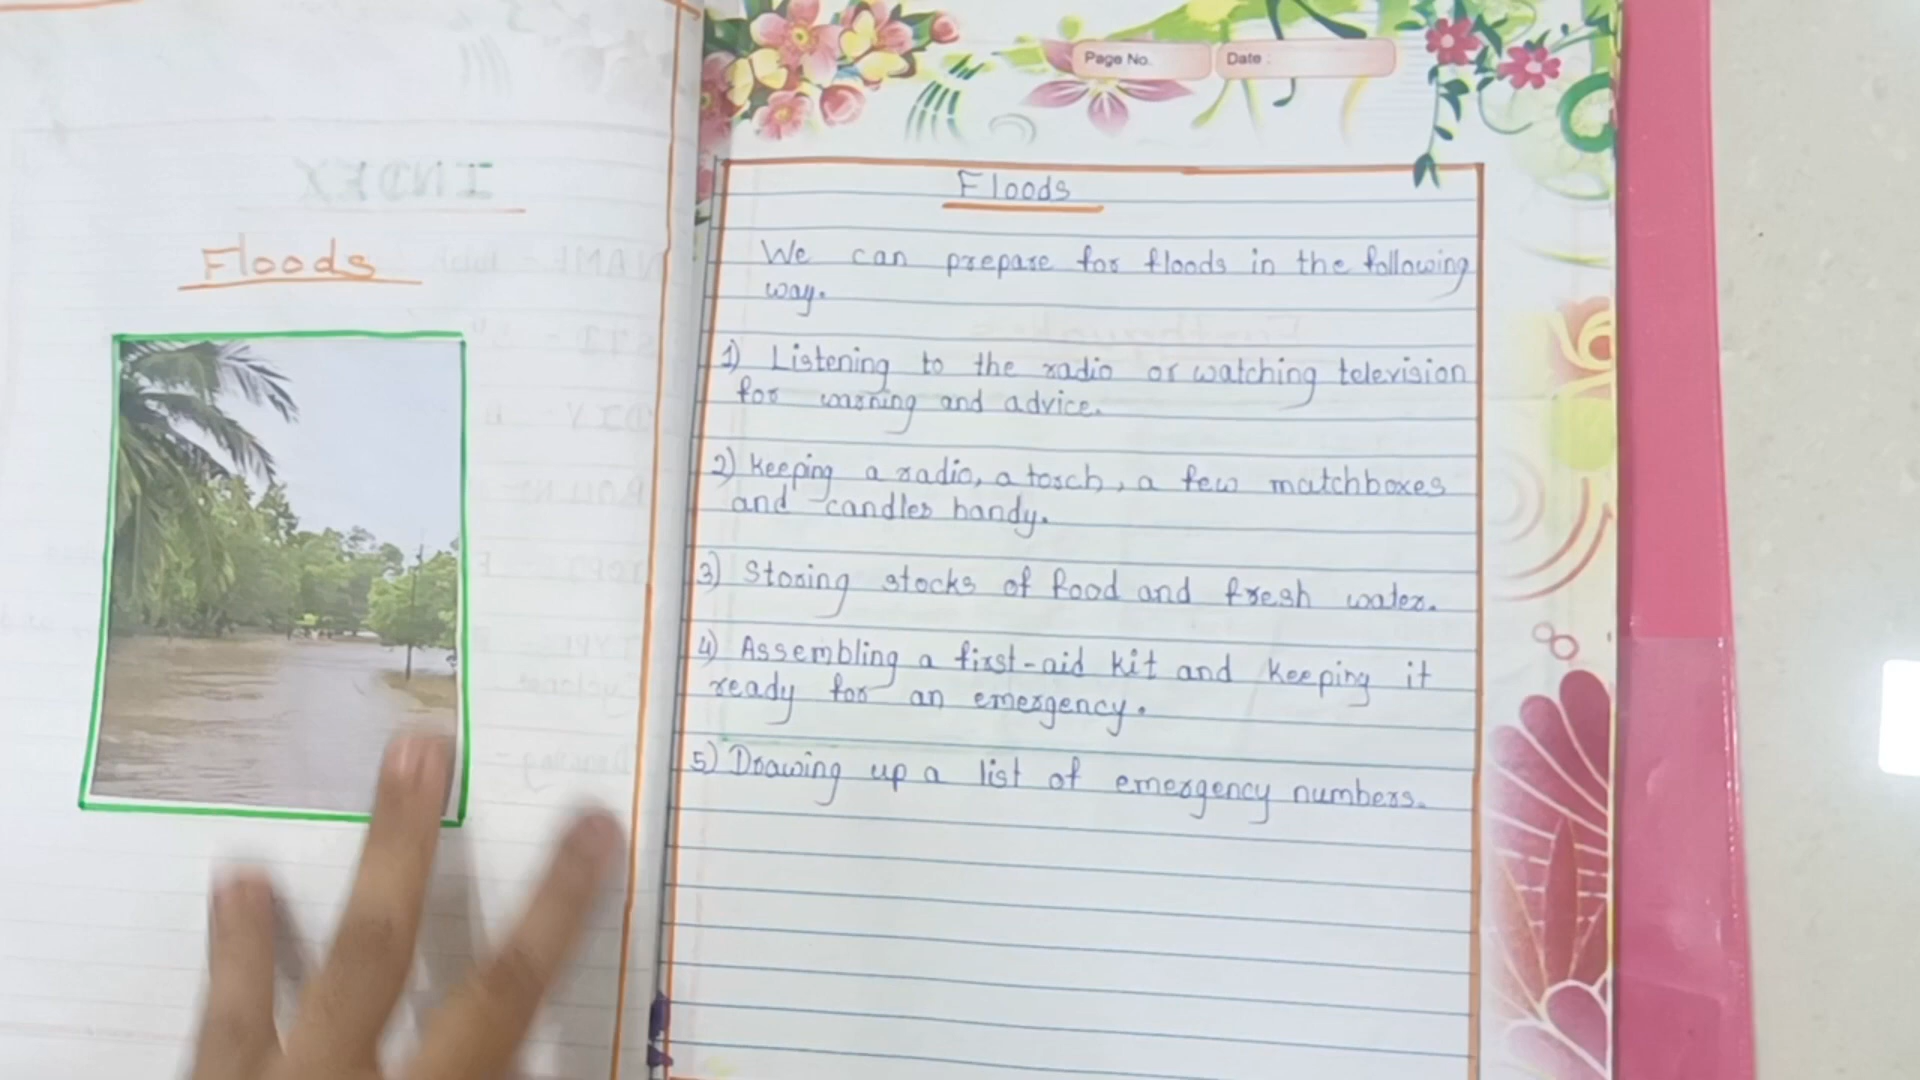 Floods
Page No.
Date :
Floods
We can prepare for floods in the following
way.
1) Listening to the radio or watching television
for warning and advice.
2) Keeping a radio, a torch, a few matchboxes
and candles handy.
3) Storing stocks of food and fresh water.
4) Assembling a first-aid kit and keeping it
ready for an emergency.
5) Drawing up a list of emergency numbers.
INDEX